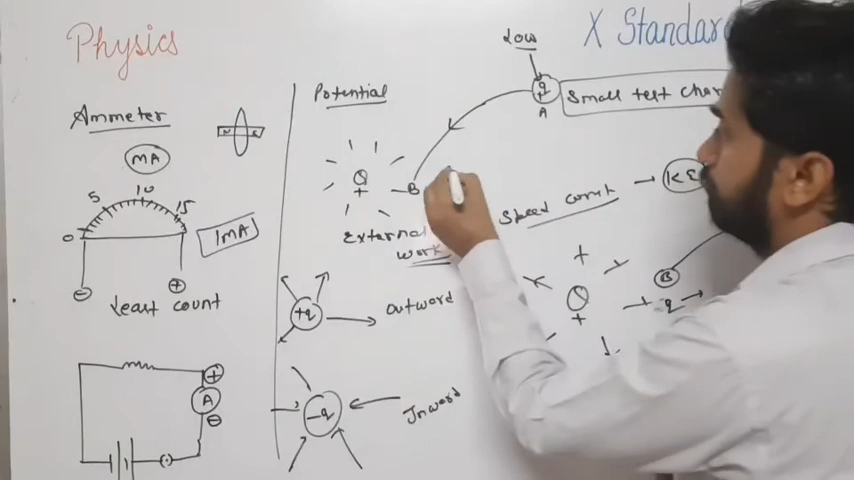 Physics
X Standard
Ammeter
MA
5
10
15
0
1MA
-
+
Least count
+
A
-
Potential
Q
+
B
External
work
+q
Outword
-q
Inword
Low
q
+
A
Small test char
Speed const
KE
+
Q
+
B
q